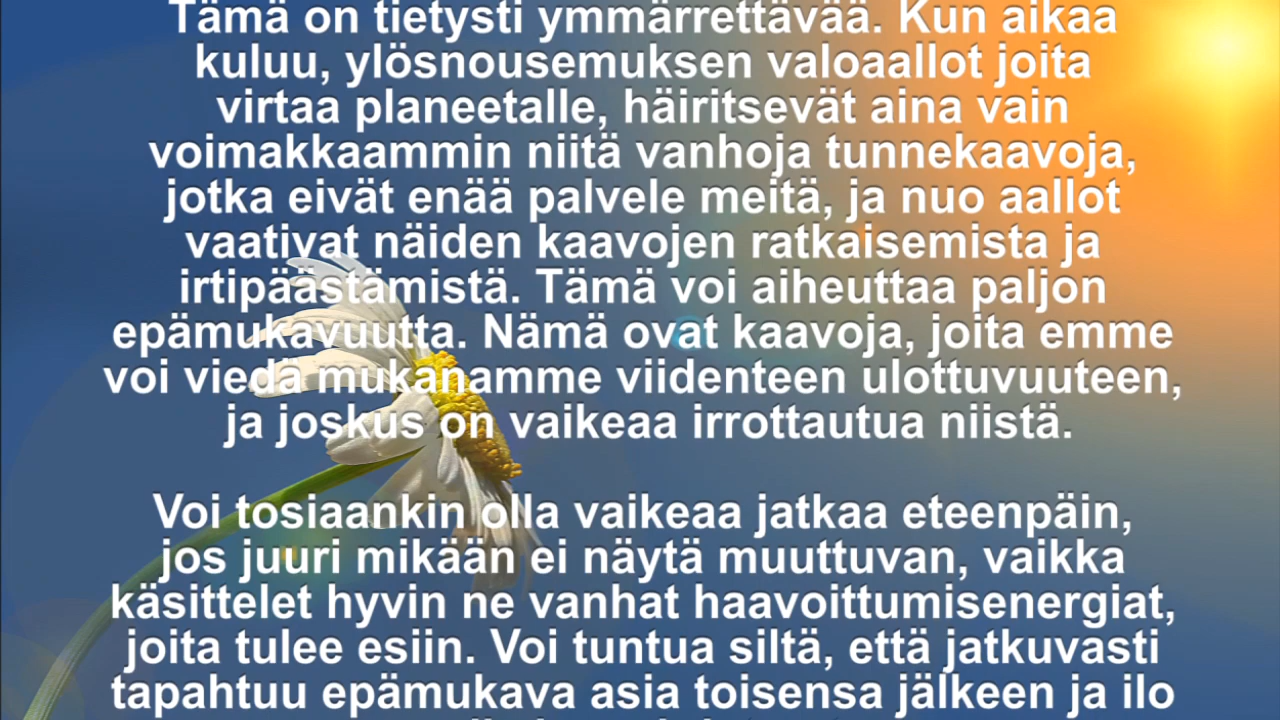 Tämä on tietysti ymmärrettävää. Kun aikaa
kuluu, ylösnousemuksen valoaallot joita
virtaa planeetalle, häiritsevät aina vain
voimakkaammin niitä vanhoja tunnekaavoja,
jotka eivät enää palvele meitä, ja nuo aallot
vaativat näiden kaavojen ratkaisemista ja
irtipäästämistä. Tämä voi aiheuttaa paljon
epämukavuutta. Nämä ovat kaavoja, joita emme
voi viedä mukanamme viidenteen ulottuvuuteen,
ja joskus on vaikeaa irrottautua niistä.
Voi tosiaankin olla vaikeaa jatkaa eteenpäin,
jos juuri mikään ei näytä muuttuvan, vaikka
käsittelet hyvin ne vanhat haavoittumisenergiat,
joita tulee esiin. Voi tuntua siltä, että jatkuvasti
tapahtuu epämukava asia toisensa jälkeen ja ilo